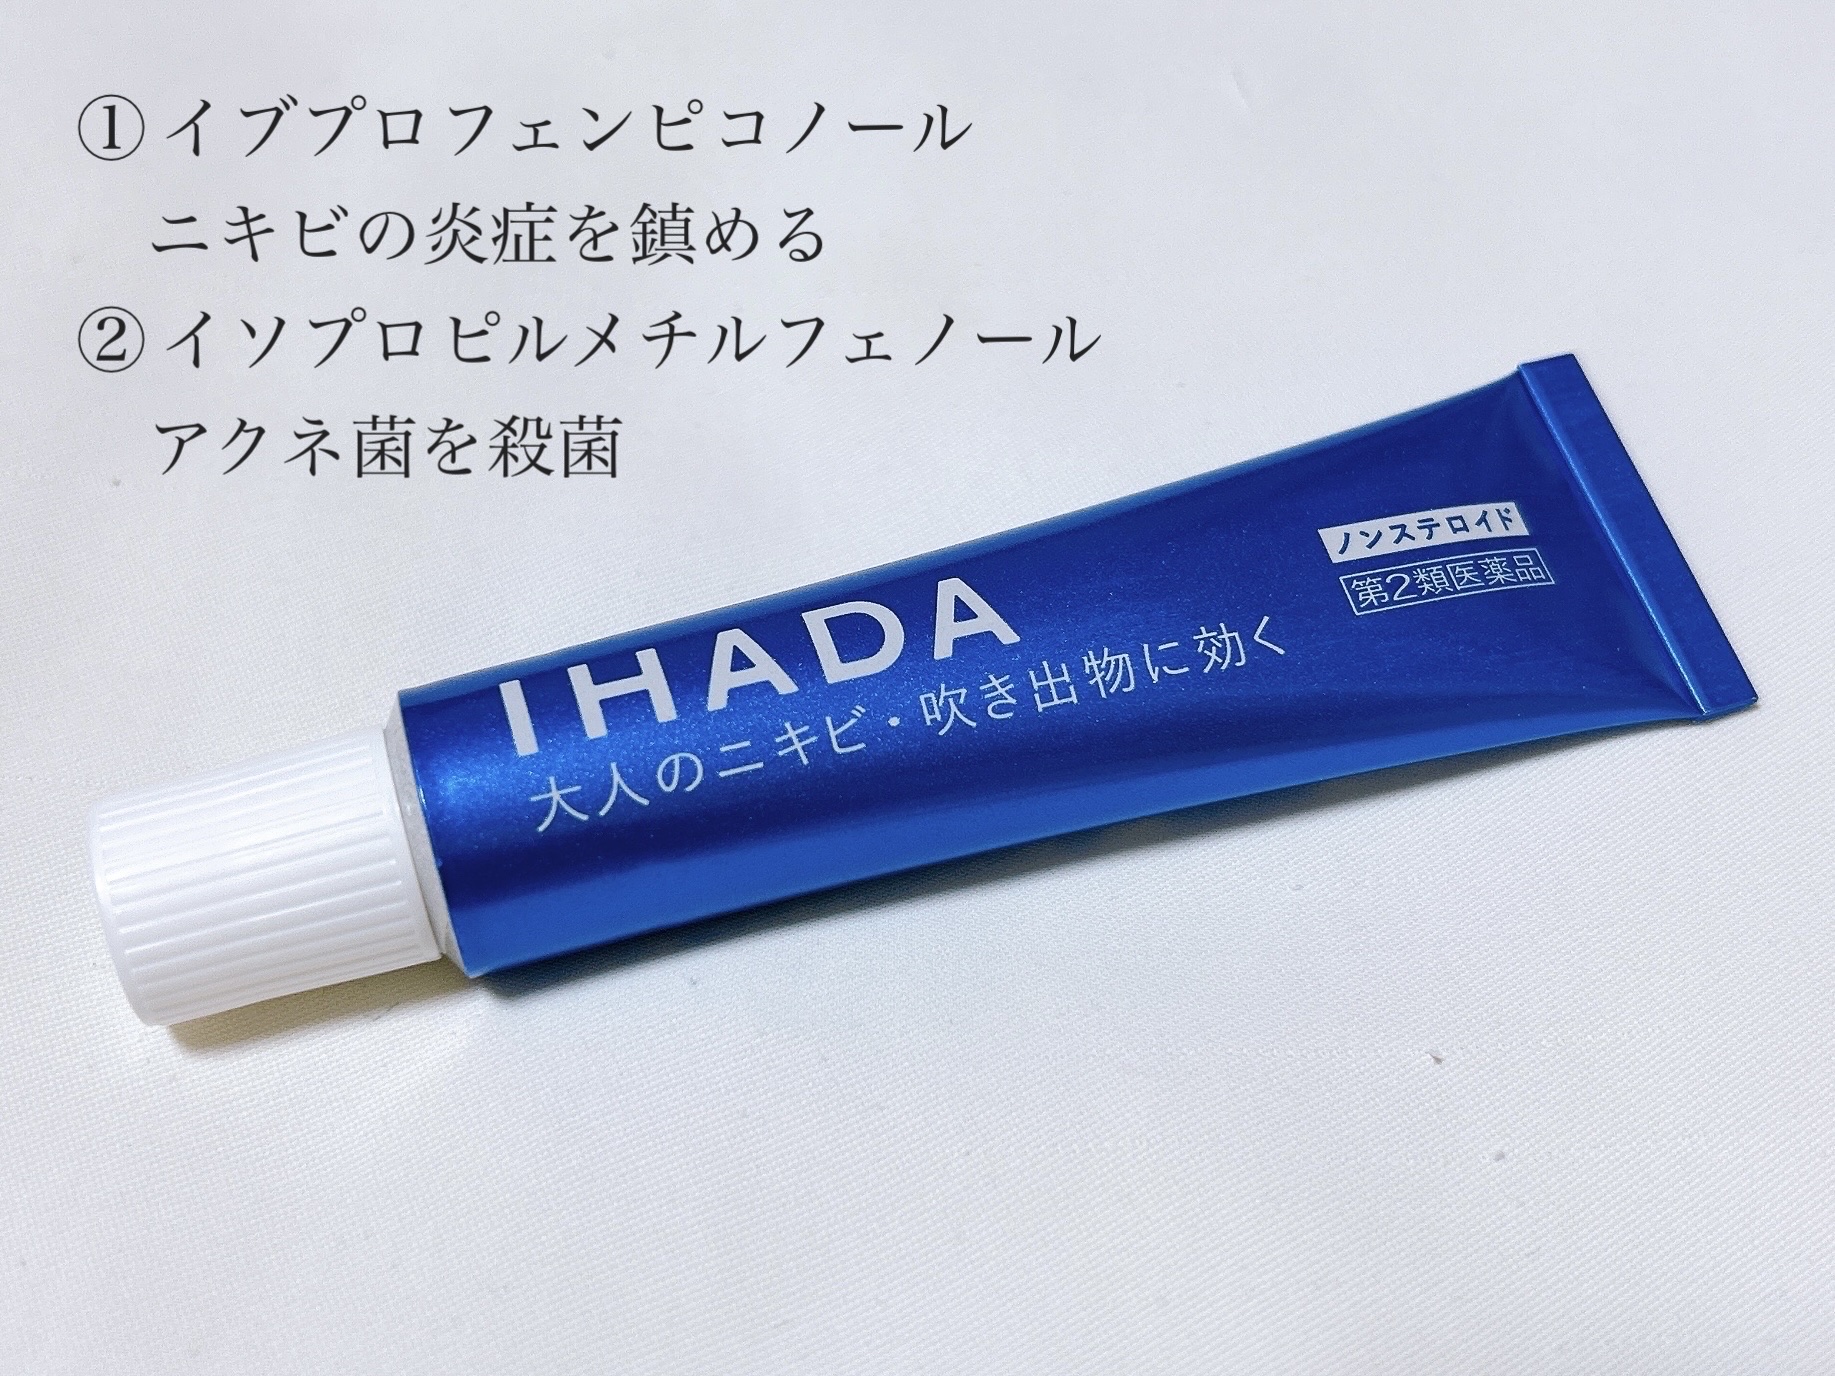 ① イブプロフェンピコノール
ニキビの炎症を鎮める
② イソプロピルメチルフェノール
アクネ菌を殺菌
ノンステロイド
第2類医薬品
IHADA
大人のニキビ・吹き出物に効く